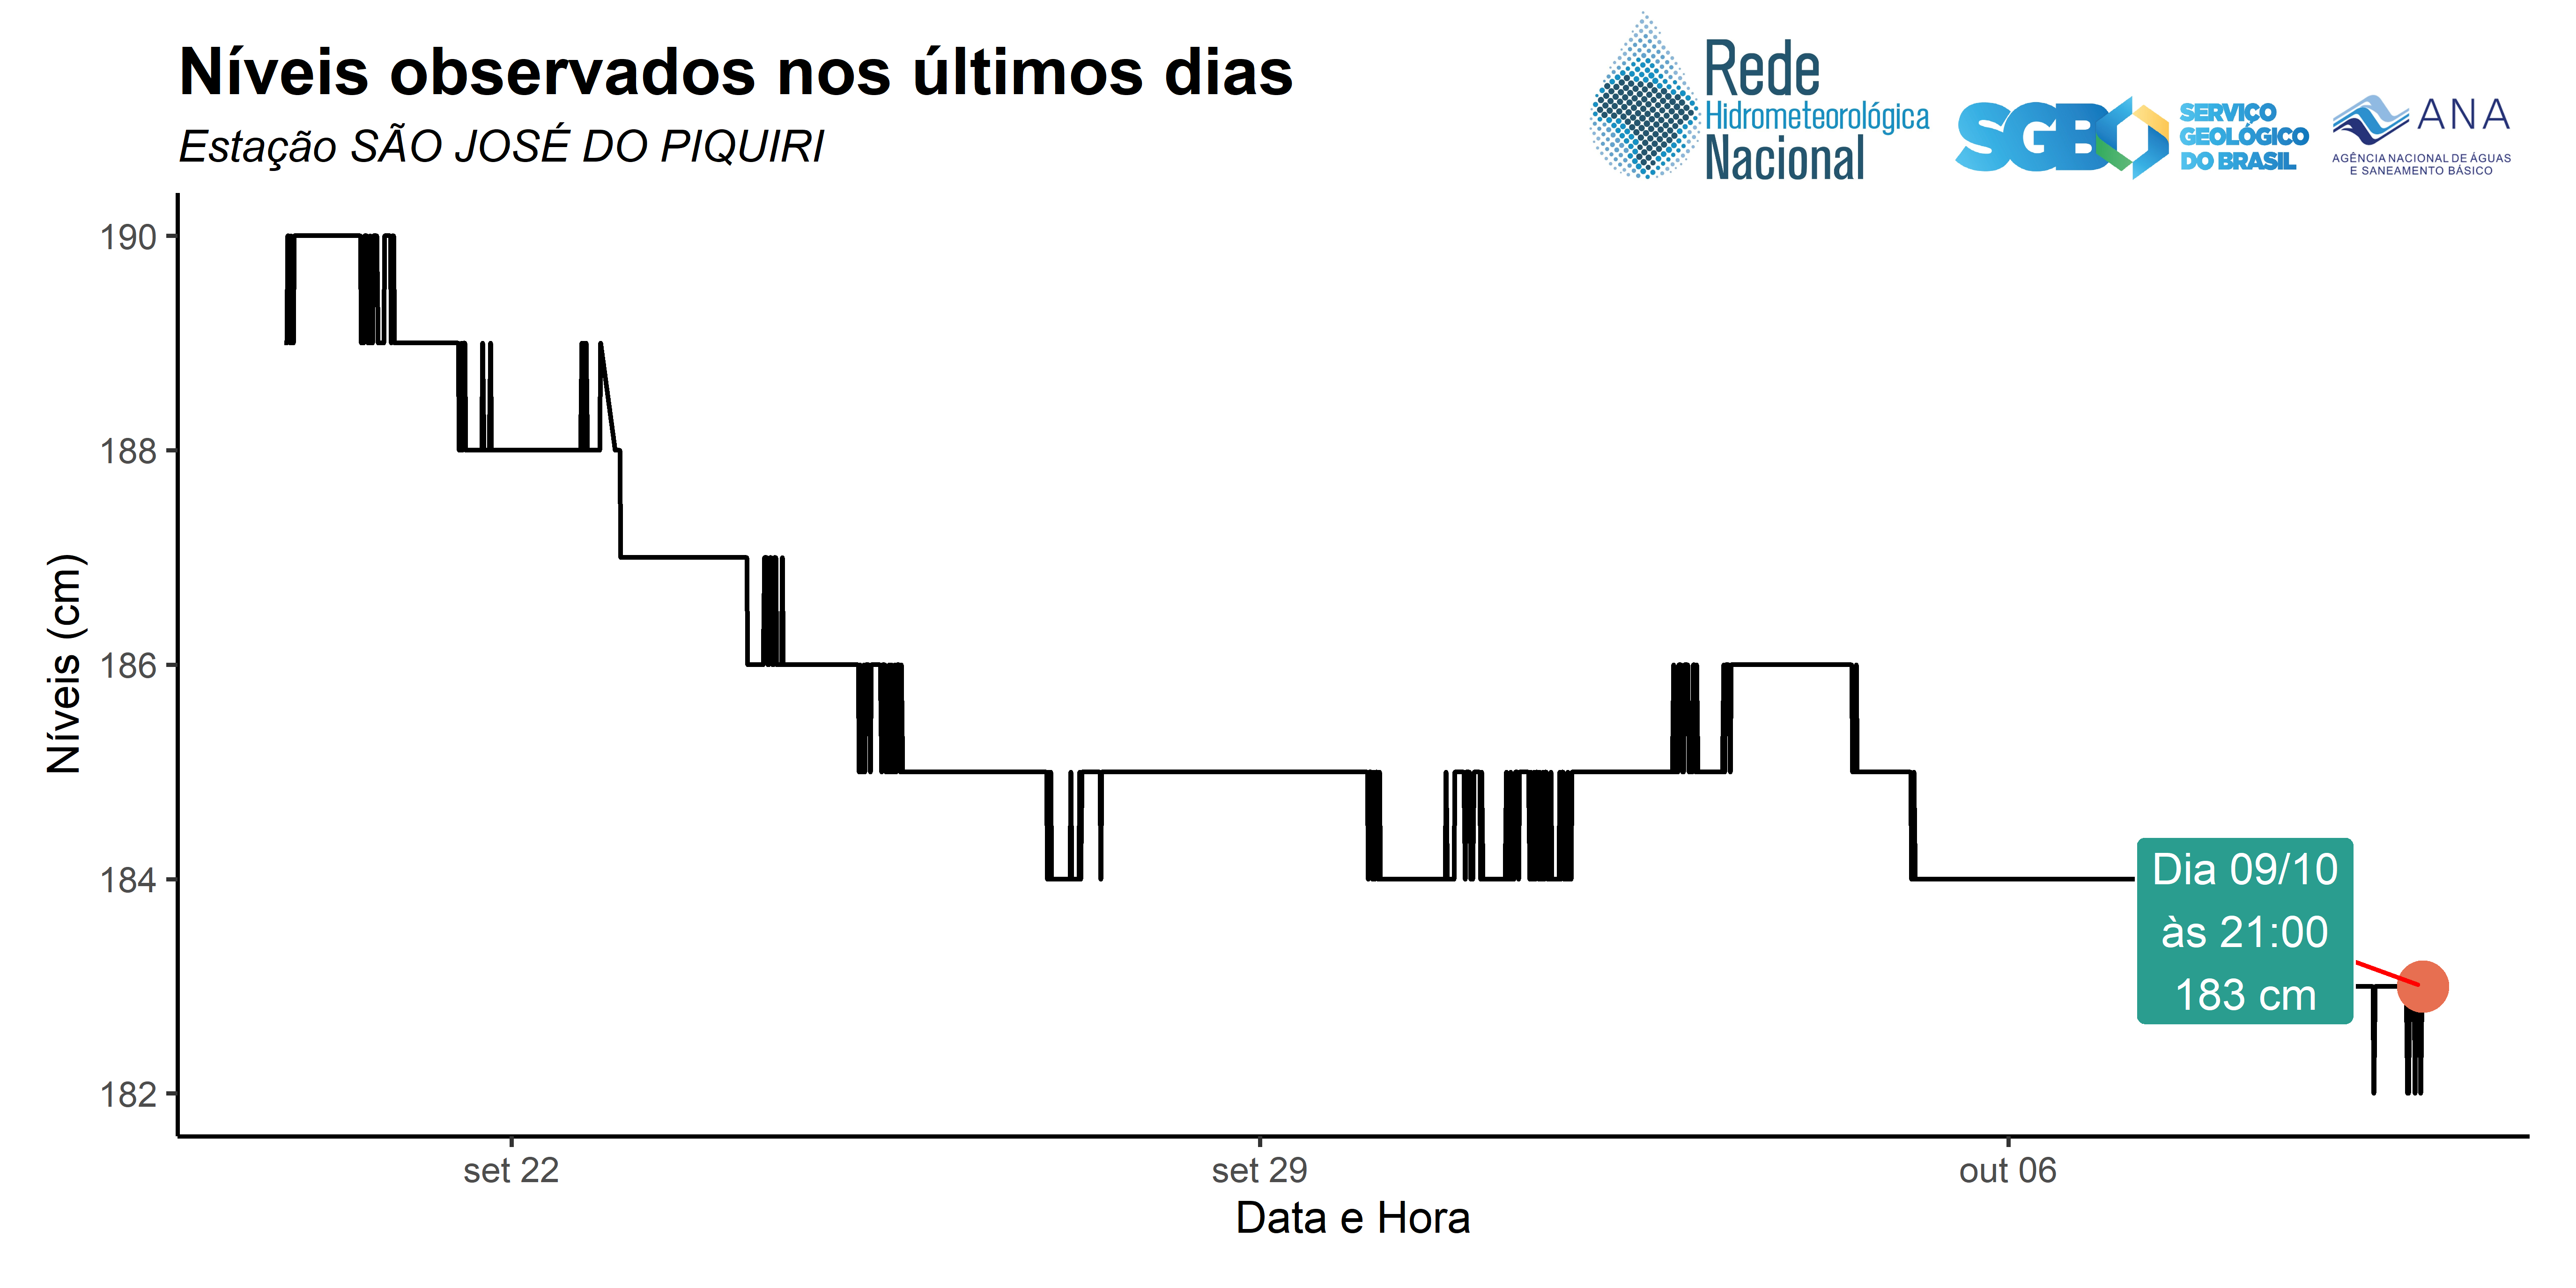 Níveis observados nos últimos dias
Estação SÃO JOSÉ DO PIQUIRI
Rede
Hidrometeorológica
Nacional
SGB
SERVIÇO
GEOLÓGICO
DO BRASIL
ANA
AGÊNCIA NACIONAL DE ÁGUAS
E SANEAMENTO BÁSICO
Níveis (cm)
190
188
186
184
182
Dia 09/10
às 21:00
183 cm
set 22
set 29
out 06
Data e Hora